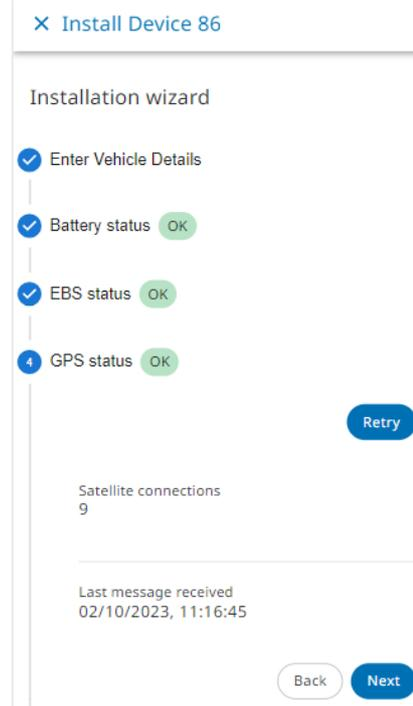 Install Device 86
Installation wizard
Enter Vehicle Details
Battery status OK
EBS status OK
4 GPS status OK
Retry
Satellite connections
9
Last message received
02/10/2023, 11:16:45
Back Next